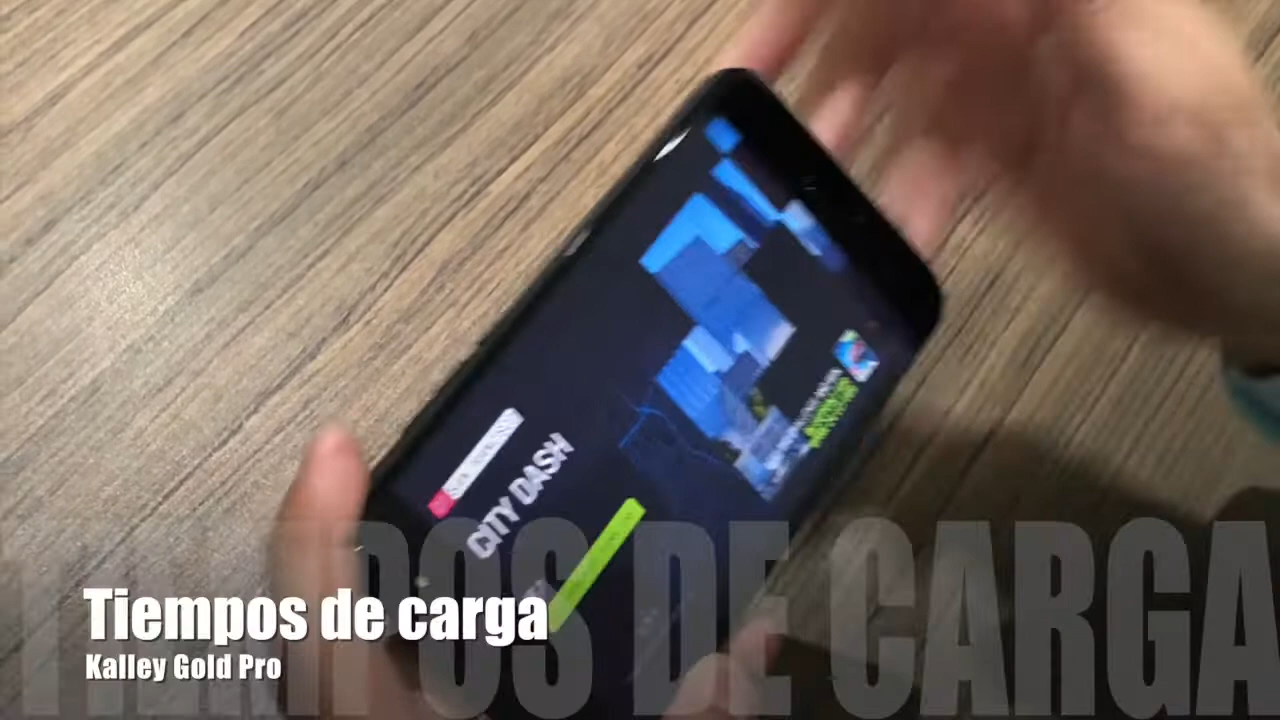 CITY DASH
TIEMPOS DE CARGA
Tiempos de carga
Kalley Gold Pro